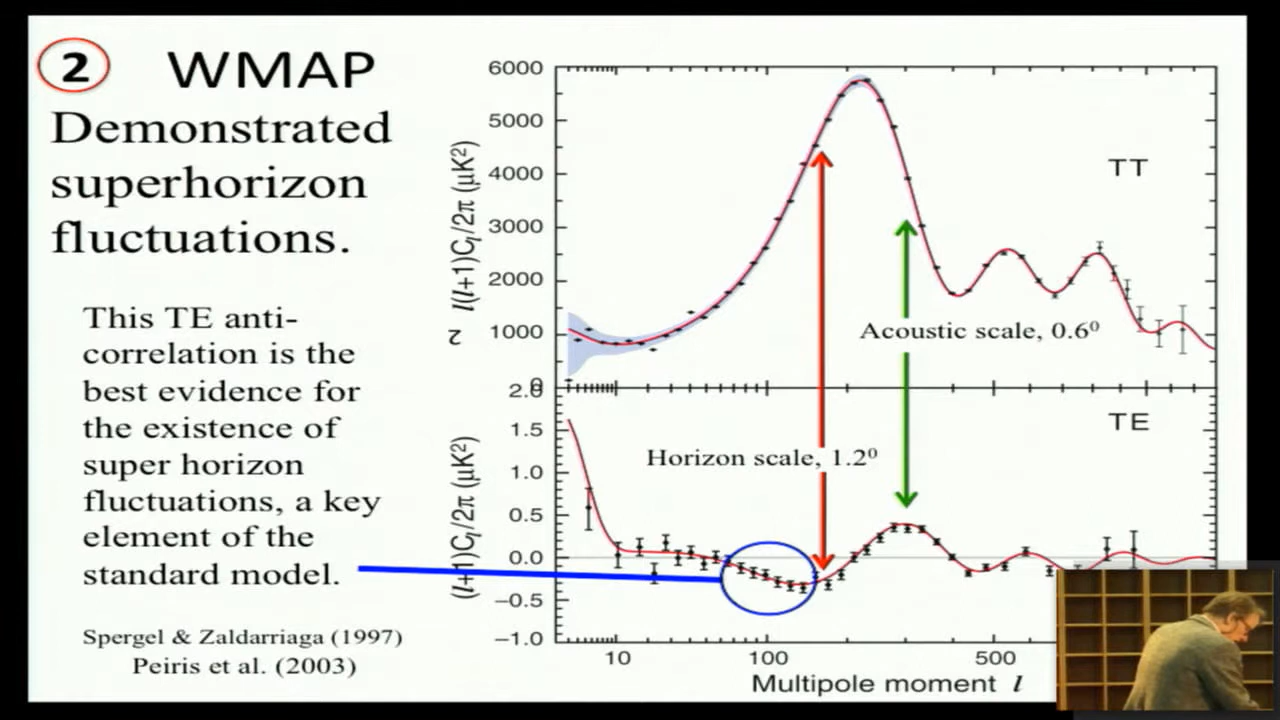 2 WMAP
Demonstrated
superhorizon
fluctuations.
This TE anti-
correlation is the
best evidence for
the existence of
super horizon
fluctuations, a key
element of the
standard model.
Spergel & Zaldarriaga (1997)
Peiris et al. (2003)
l(l+1)Cₗ/2π (μK²)
6000
5000
4000
3000
2000
1000
0
TT
Acoustic scale, 0.6⁰
(l+1)Cₗ/2π (μK²)
2.0
1.5
1.0
0.5
0.0
−0.5
−1.0
TE
Horizon scale, 1.2⁰
10 100 500
Multipole moment l